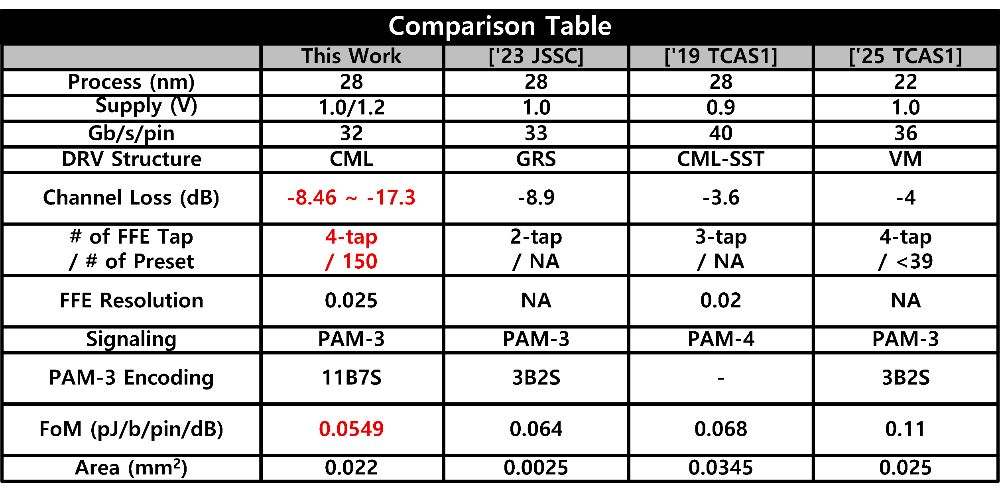 Comparison Table
This Work ['23 JSSC] ['19 TCAS1] ['25 TCAS1]
Process (nm) 28 28 28 22
Supply (V) 1.0/1.2 1.0 0.9 1.0
Gb/s/pin 32 33 40 36
DRV Structure CML GRS CML-SST VM
Channel Loss (dB) -8.46 ~ -17.3 -8.9 -3.6 -4
# of FFE Tap 4-tap 2-tap 3-tap 4-tap
/ # of Preset / 150 / NA / NA / <39
FFE Resolution 0.025 NA 0.02 NA
Signaling PAM-3 PAM-3 PAM-4 PAM-3
PAM-3 Encoding 11B7S 3B2S - 3B2S
FoM (pJ/b/pin/dB) 0.0549 0.064 0.068 0.11
Area (mm²) 0.022 0.0025 0.0345 0.025